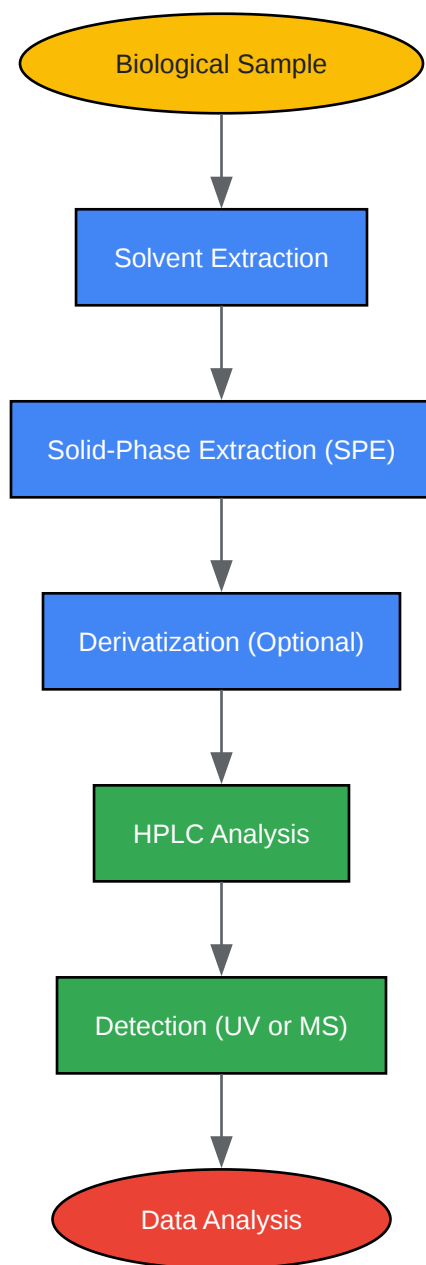 Biological Sample
Solvent Extraction
Solid-Phase Extraction (SPE)
Derivatization (Optional)
HPLC Analysis
Detection (UV or MS)
Data Analysis